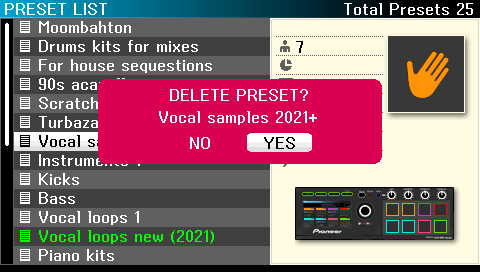 PRESET LIST
Total Presets 25
Moombahton
Drums kits for mixes
7
For house sequestions
90s aca
DELETE PRESET?
Scratch
Vocal samples 2021+
Turbaza
Vocal sa
NO
YES
Instruments 1
Kicks
Bass
Vocal loops 1
Vocal loops new (2021)
Piano kits
Pioneer